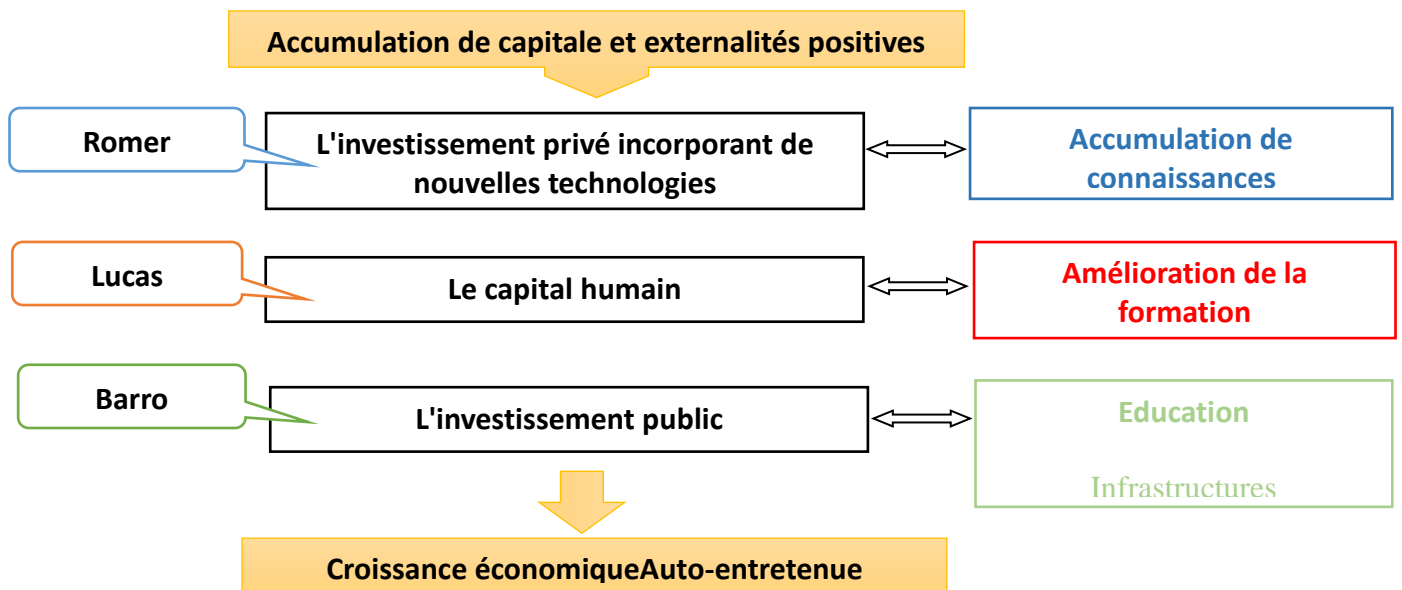 Accumulation de capitale et externalités positives
Romer
L'investissement privé incorporant de
nouvelles technologies
Accumulation de
connaissances
Lucas
Le capital humain
Amélioration de la
formation
Barro
L'investissement public
Education
Infrastructures
Croissance économiqueAuto-entretenue